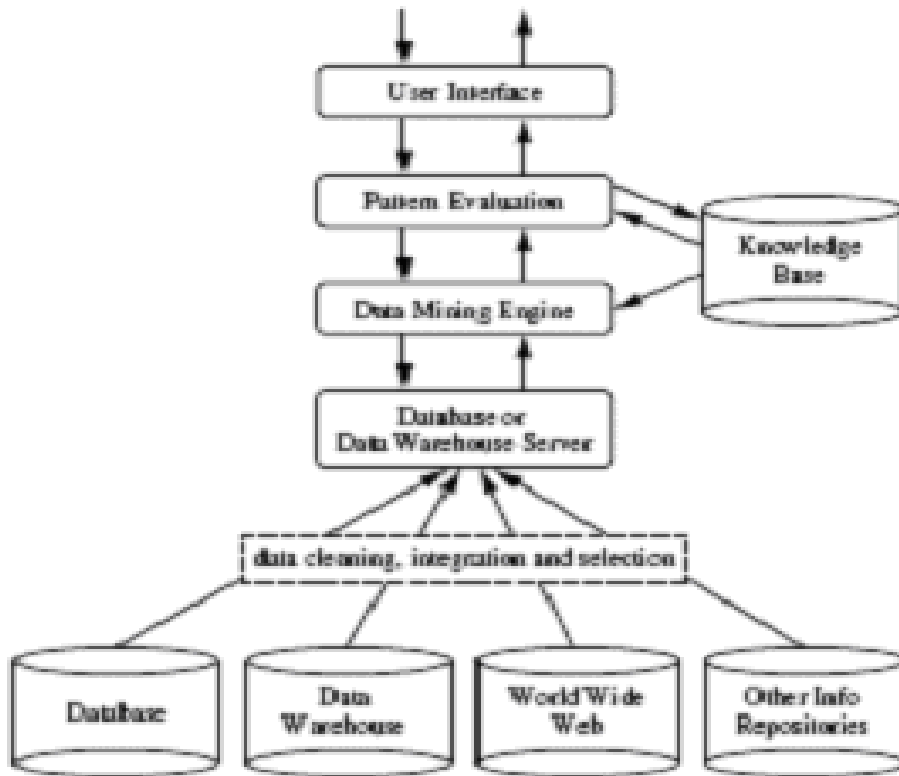 User Interface
Pattern Evaluation
Knowledge
Base
Data Mining Engine
Database or
Data Warehouse Server
data cleaning, integration and selection
Database
Data
Warehouse
World Wide
Web
Other Info
Repositories